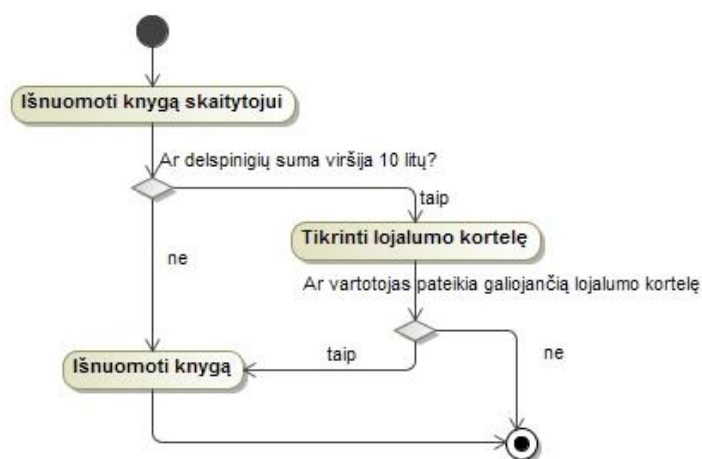 Išnuomoti knygą skaitytojui
Ar delspinigių suma viršija 10 litų?
taip
Tikrinti lojalumo kortelę
ne
Ar vartotojas pateikia galiojančią lojalumo kortelę
taip
ne
Išnuomoti knygą